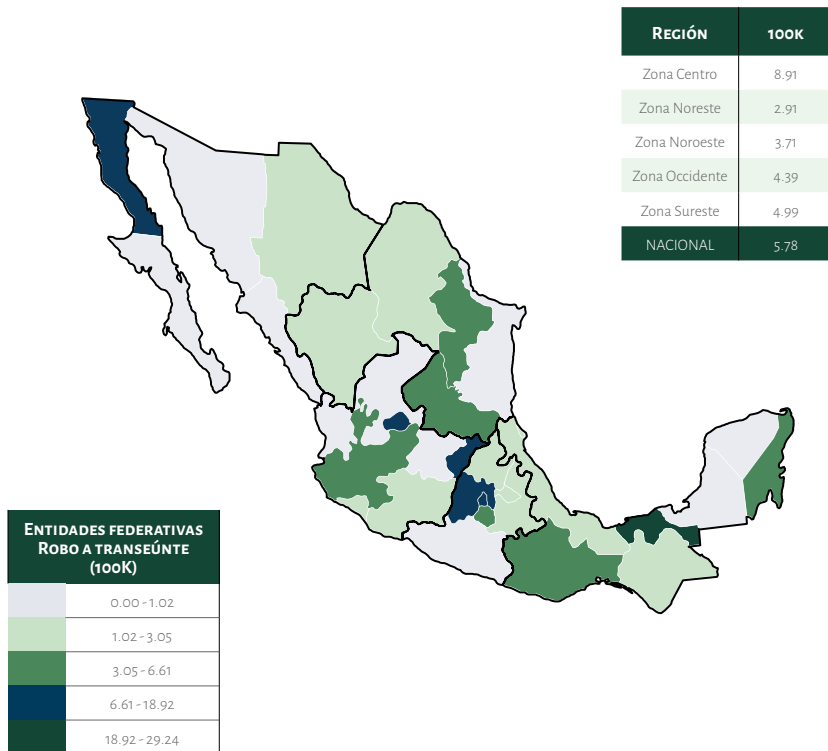 REGIÓN 100K
Zona Centro 8.91
Zona Noreste 2.91
Zona Noroeste 3.71
Zona Occidente 4.39
Zona Sureste 4.99
NACIONAL 5.78
ENTIDADES FEDERATIVAS
ROBO A TRANSEÚNTE
(100K)
0.00 - 1.02
1.02 - 3.05
3.05 - 6.61
6.61 - 18.92
18.92 - 29.24